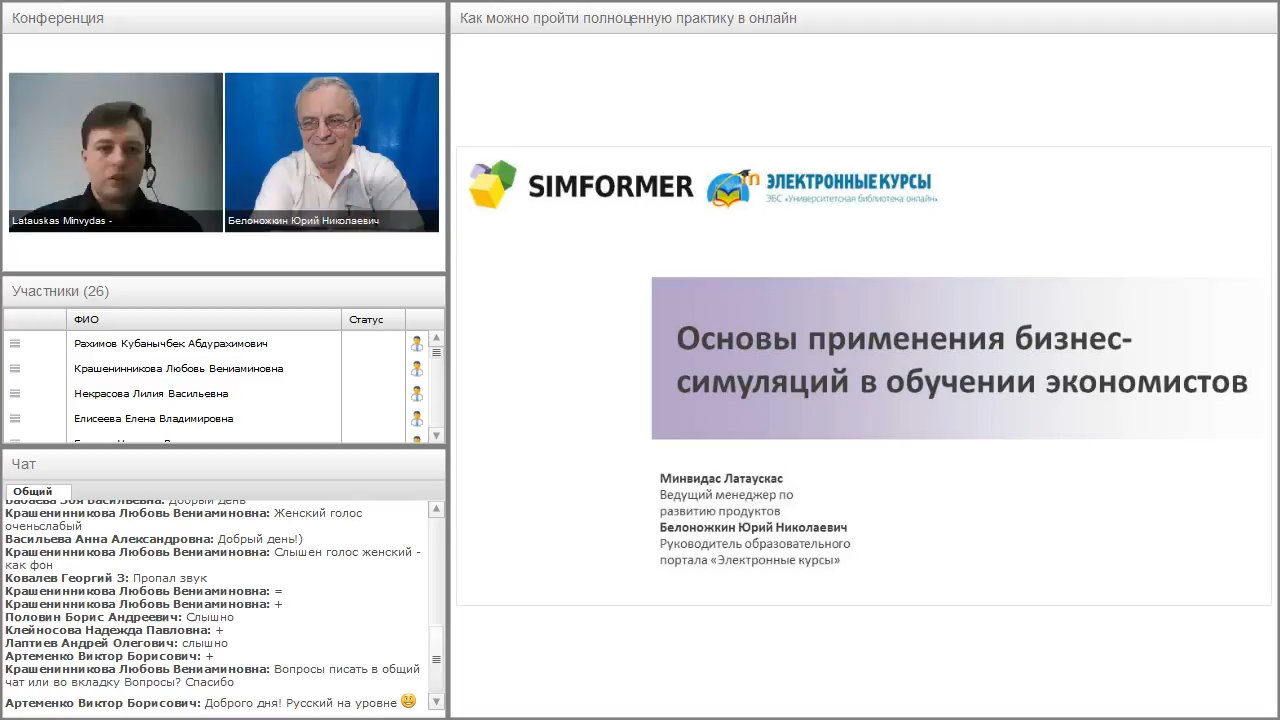 Конференция
Latauskas Minvydas -
Белоножкин Юрий Николаевич
Участники (26)
ФИО
Статус
Рахимов Кубанычбек Абдурахимович
Крашенинникова Любовь Вениаминовна
Некрасова Лилия Васильевна
Елисеева Елена Владимировна
Чат
Общий
Бабаева Зоя Васильевна: Добрый день
Крашенинникова Любовь Вениаминовна: Женский голос
оченьслабый
Васильева Анна Александровна: Добрый день!)
Крашенинникова Любовь Вениаминовна: Слышен голос женский -
как фон
Ковалев Георгий З: Пропал звук
Крашенинникова Любовь Вениаминовна: =
Крашенинникова Любовь Вениаминовна: +
Половин Борис Андреевич: Слышно
Клейносова Надежда Павловна: +
Лаптиев Андрей Олегович: слышно
Артеменко Виктор Борисович: +
Крашенинникова Любовь Вениаминовна: Вопросы писать в общий
чат или во вкладку Вопросы? Спасибо
Артеменко Виктор Борисович: Доброго дня! Русский на уровне
Как можно пройти полноценную практику в онлайн
SIMFORMER
ЭЛЕКТРОННЫЕ КУРСЫ
ЭБС «Университетская библиотека онлайн»
Основы применения бизнес-
симуляций в обучении экономистов
Минвидас Латаускас
Ведущий менеджер по
развитию продуктов
Белоножкин Юрий Николаевич
Руководитель образовательного
портала «Электронные курсы»